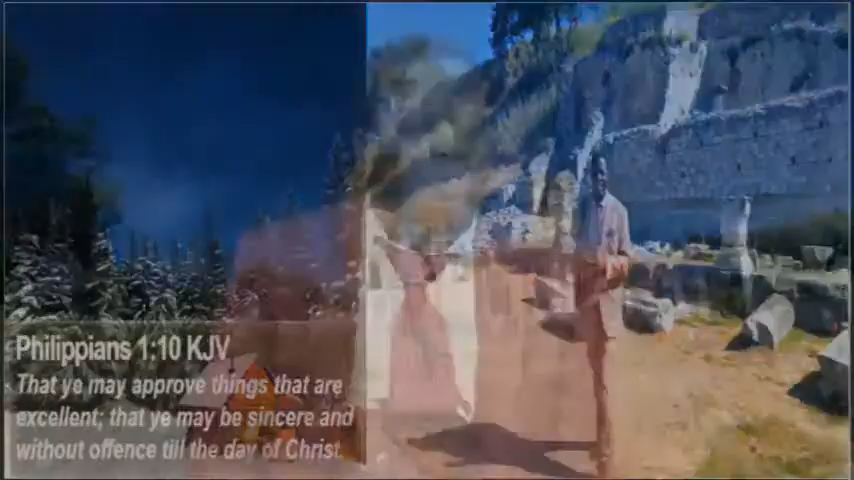 Philippians 1:10 KJV
That ye may approve things that are
excellent; that ye may be sincere and
without offence till the day of Christ.